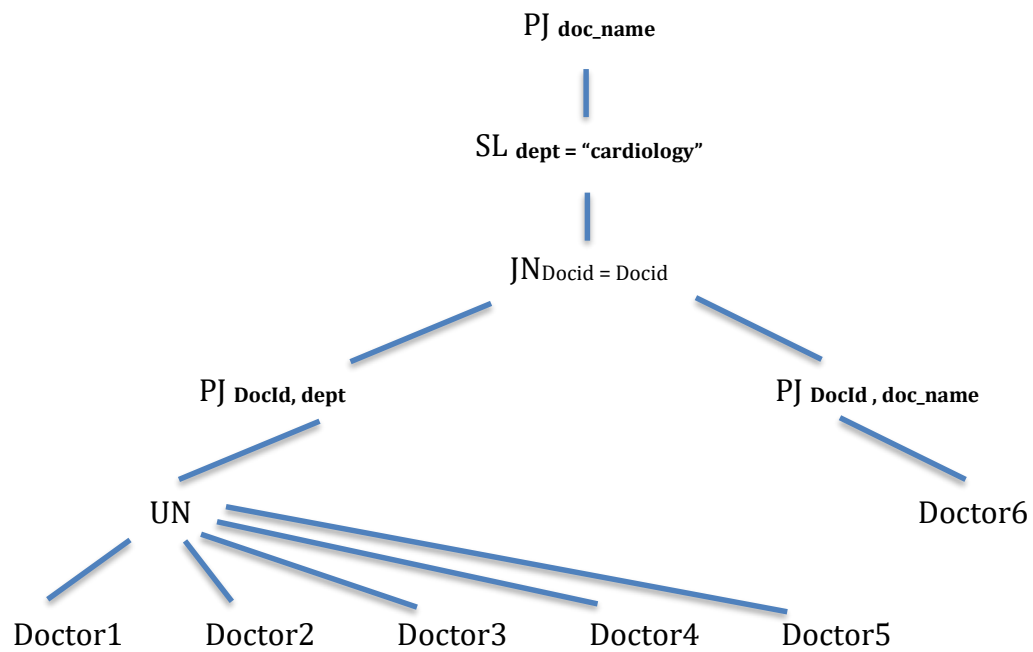 PJ doc_name
SL dept = “cardiology”
JNDocid = Docid
PJ DocId, dept
PJ DocId , doc_name
UN
Doctor6
Doctor1 Doctor2 Doctor3 Doctor4 Doctor5